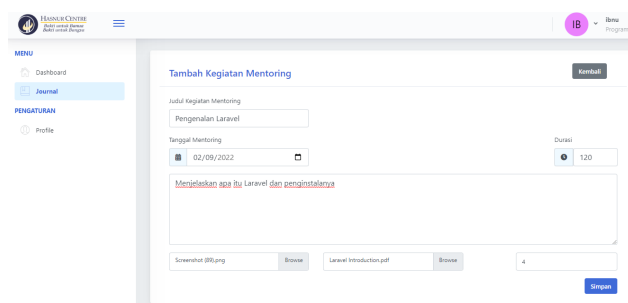 HASNUR CENTRE
Bakti untuk Banua
Bakti untuk Bangsa
IB
ibnu
Program
MENU
Dashboard
Journal
PENGATURAN
Profile
Tambah Kegiatan Mentoring
Kembali
Judul Kegiatan Mentoring
Pengenalan Laravel
Tanggal Mentoring
Durasi
02/09/2022
120
Menjelaskan apa itu Laravel dan penginstalanya
Screenshot (89).png
Browse
Laravel Introduction.pdf
Browse
4
Simpan